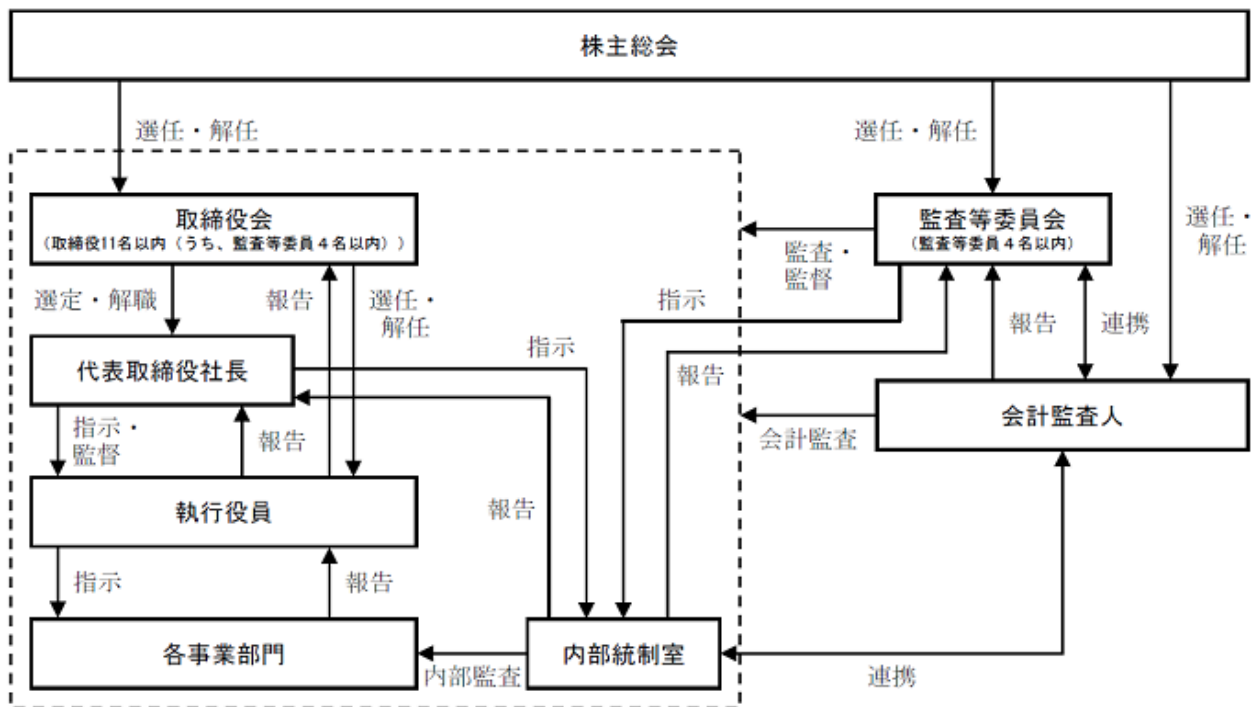 株主総会
選任・解任
選任・解任
選任・
解任
取締役会
(取締役11名以内(うち、監査等委員4名以内))
監査等委員会
(監査等委員4名以内)
監査・
監督
選定・解職
報告
選任・
解任
指示
報告
連携
代表取締役社長
指示
報告
会計監査人
会計監査
指示・
監督
報告
執行役員
報告
指示
報告
各事業部門
内部監査
内部統制室
連携